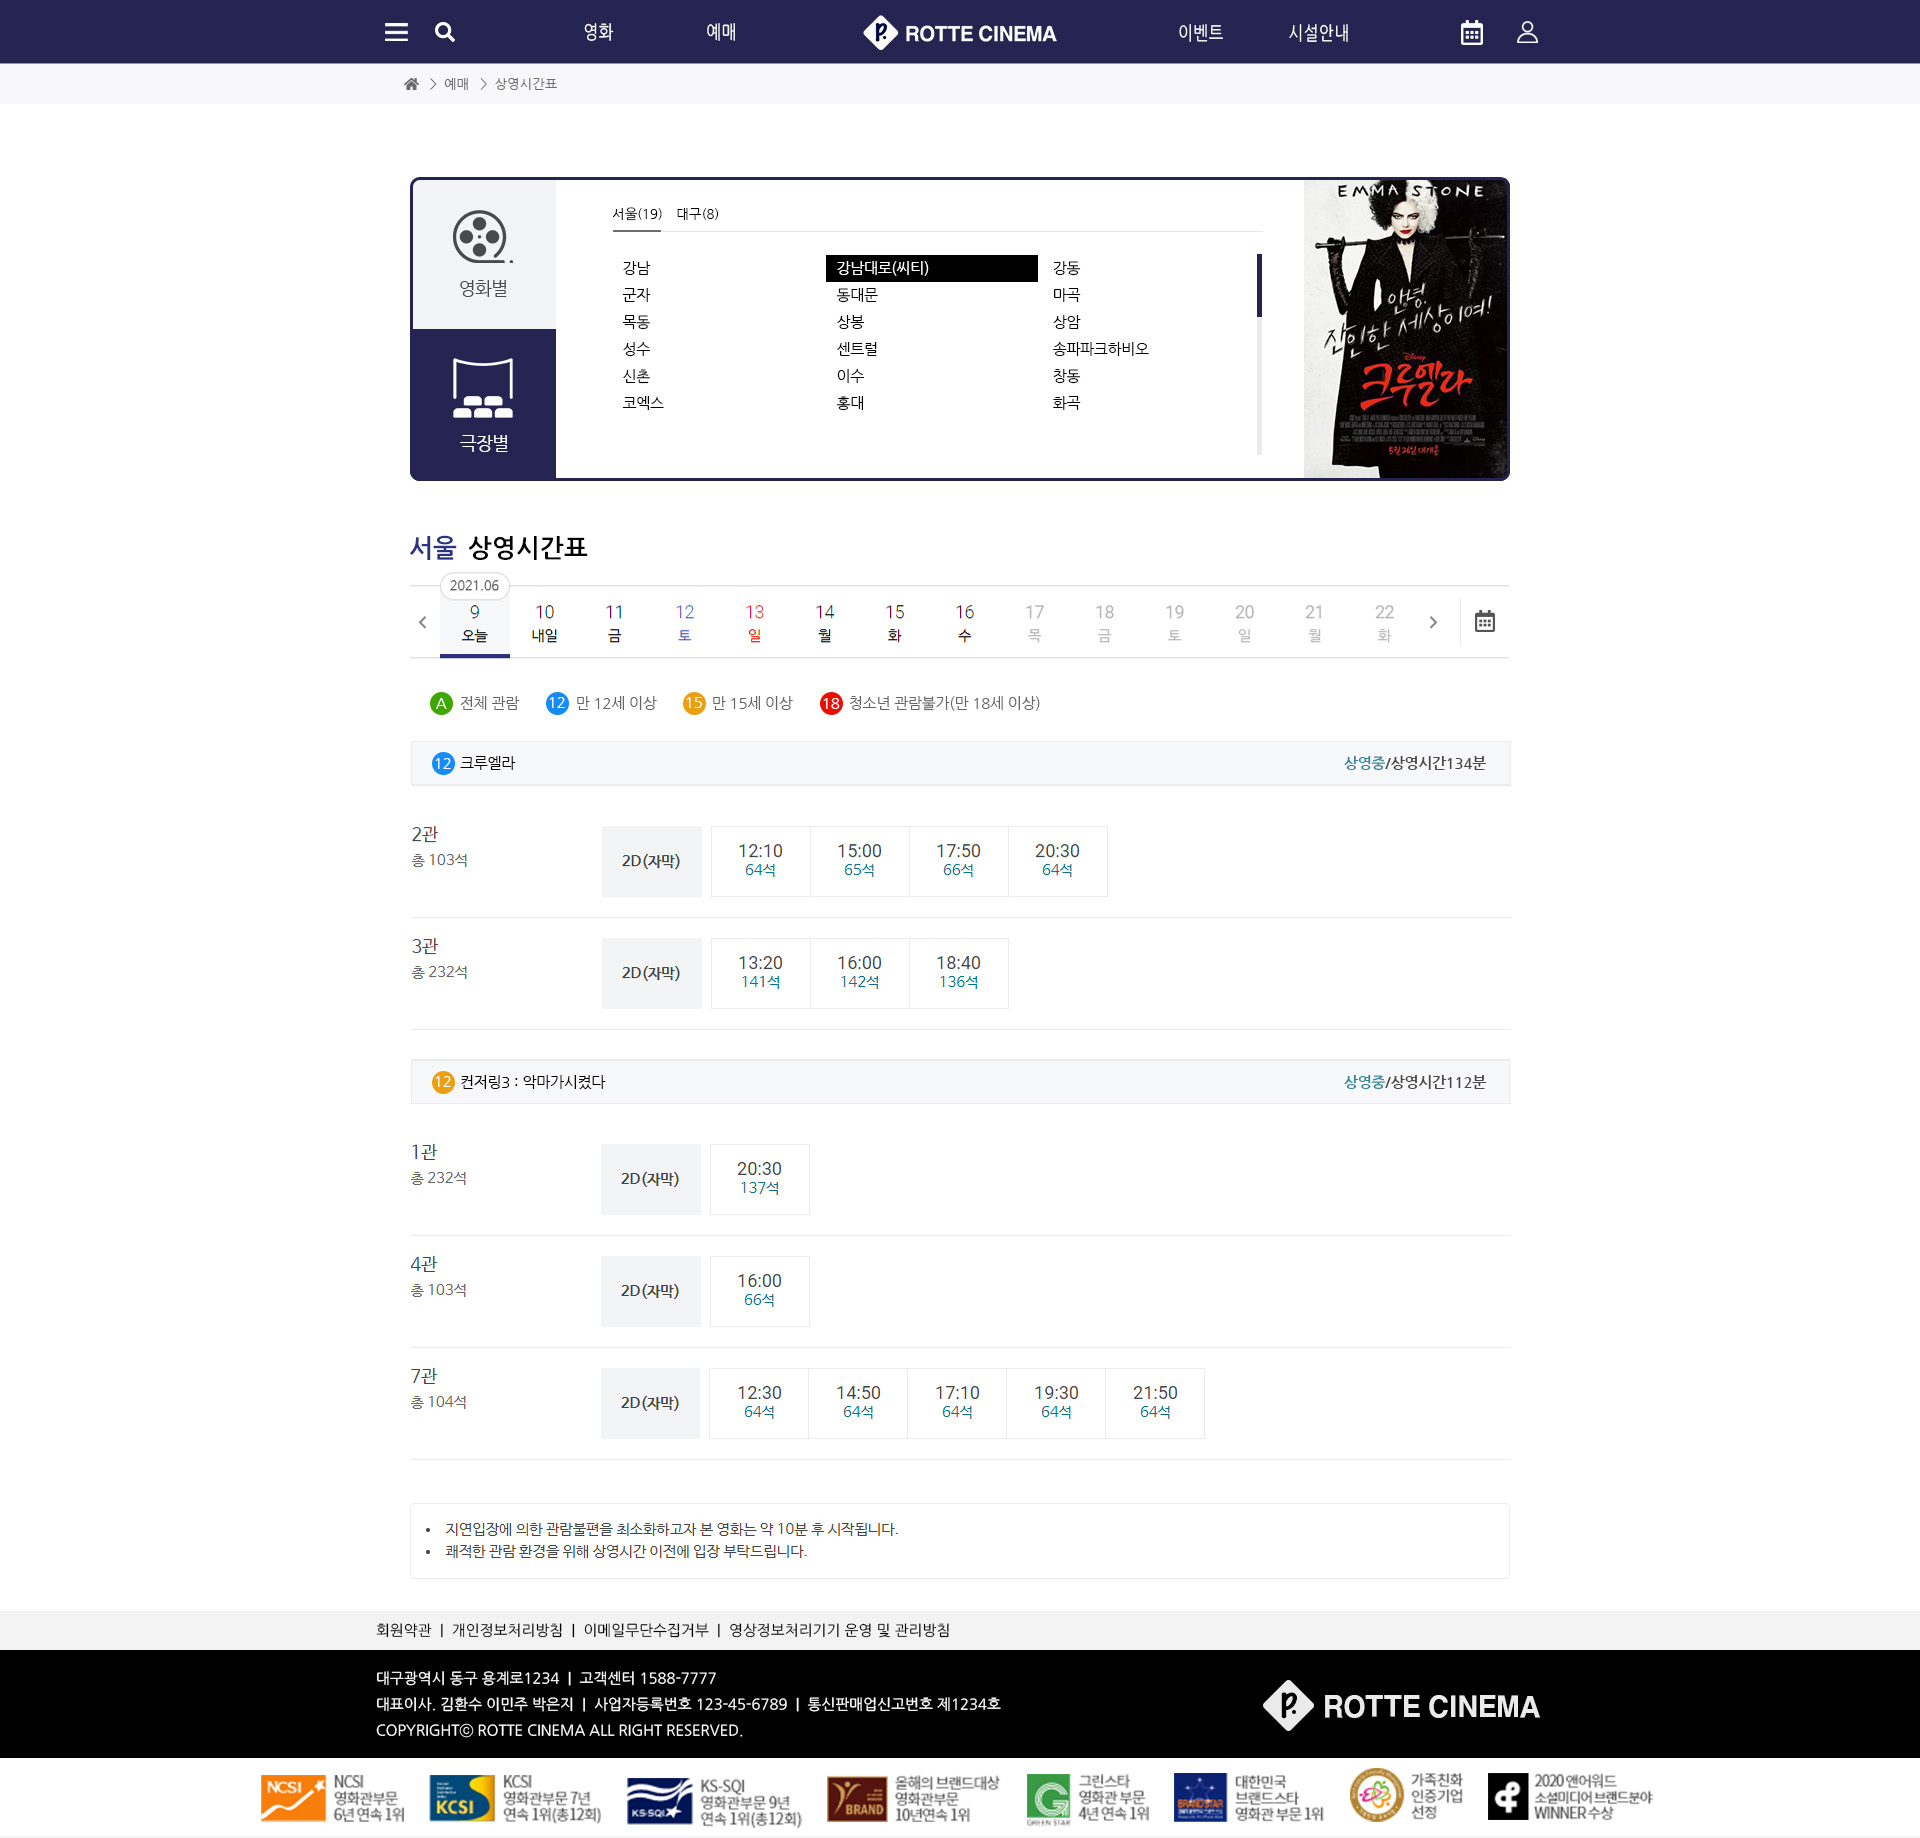 영화 예매 ROTTE CINEMA 이벤트 시설안내
> 예매 > 상영시간표
영화별
극장별
서울(19) 대구(8)
강남 강남대로(씨티) 강동
군자 동대문 마곡
목동 상봉 상암
성수 센트럴 송파파크하비오
신촌 이수 창동
코엑스 홍대 화곡
EMMA STONE
안녕,
잔인한 세상이여!
Disney
크루엘라
5월 26일 대개봉
서울 상영시간표
2021.06
9 10 11 12 13 14 15 16 17 18 19 20 21 22
오늘 내일 금 토 일 월 화 수 목 금 토 일 월 화
A 전체 관람 12 만 12세 이상 15 만 15세 이상 18 청소년 관람불가(만 18세 이상)
12 크루엘라 상영중/상영시간134분
2관
총 103석
2D(자막)
12:10 15:00 17:50 20:30
64석 65석 66석 64석
3관
총 232석
2D(자막)
13:20 16:00 18:40
141석 142석 136석
12 컨저링3 : 악마가시켰다 상영중/상영시간112분
1관
총 232석
2D(자막)
20:30
137석
4관
총 103석
2D(자막)
16:00
66석
7관
총 104석
2D(자막)
12:30 14:50 17:10 19:30 21:50
64석 64석 64석 64석 64석
• 지연입장에 의한 관람불편을 최소화하고자 본 영화는 약 10분 후 시작됩니다.
• 쾌적한 관람 환경을 위해 상영시간 이전에 입장 부탁드립니다.
회원약관 | 개인정보처리방침 | 이메일무단수집거부 | 영상정보처리기기 운영 및 관리방침
대구광역시 동구 용계로1234 | 고객센터 1588-7777
대표이사. 김환수 이민주 박은지 | 사업자등록번호 123-45-6789 | 통신판매업신고번호 제1234호
COPYRIGHTⓒ ROTTE CINEMA ALL RIGHT RESERVED.
ROTTE CINEMA
NCSI
NCSI
영화관부문
6년 연속 1위
KCSI
KCSI
영화관부문 7년
연속 1위(총12회)
KS-SQI
KS-SQI
영화관부문 9년
연속 1위(총12회)
BRAND
올해의 브랜드대상
영화관부문
10년연속 1위
GREEN STAR
그린스타
영화관 부문
4년 연속 1위
BRAND STAR
대한민국
브랜드스타
영화관 부문 1위
가족친화
인증기업
선정
2020 앤어워드
소셜미디어 브랜드분야
WINNER 수상